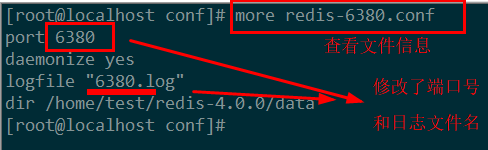 [root@localhost conf]# more redis-6380.conf
port 6380
daemonize yes
logfile "6380.log"
dir /home/test/redis-4.0.0/data
[root@localhost conf]#
查看文件信息
修改了端口号
和日志文件名